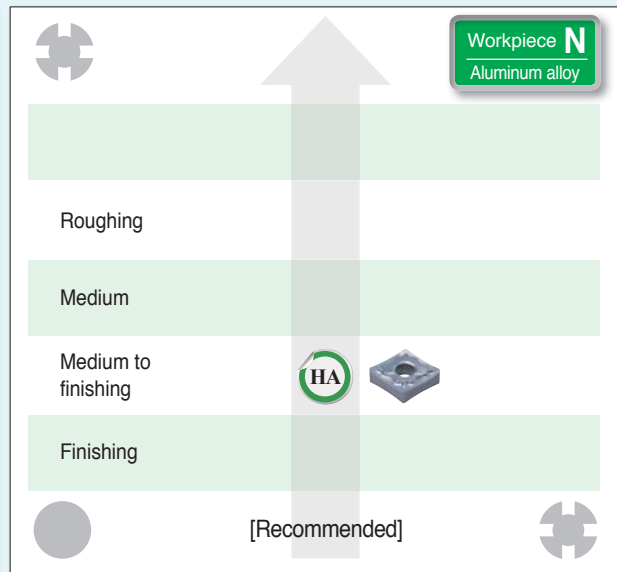 Workpiece N
Aluminum alloy
Roughing
Medium
Medium to
finishing
HA
Finishing
[Recommended]